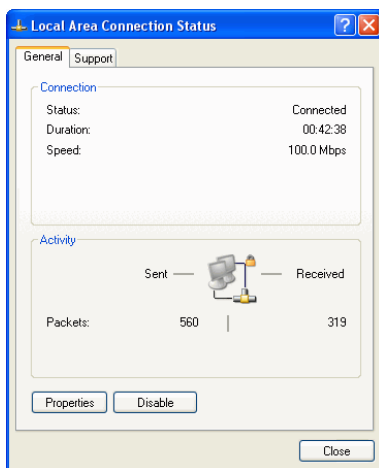 Local Area Connection Status
General Support
Connection
Status: Connected
Duration: 00:42:38
Speed: 100.0 Mbps
Activity
Sent Received
Packets: 560 319
Properties Disable
Close